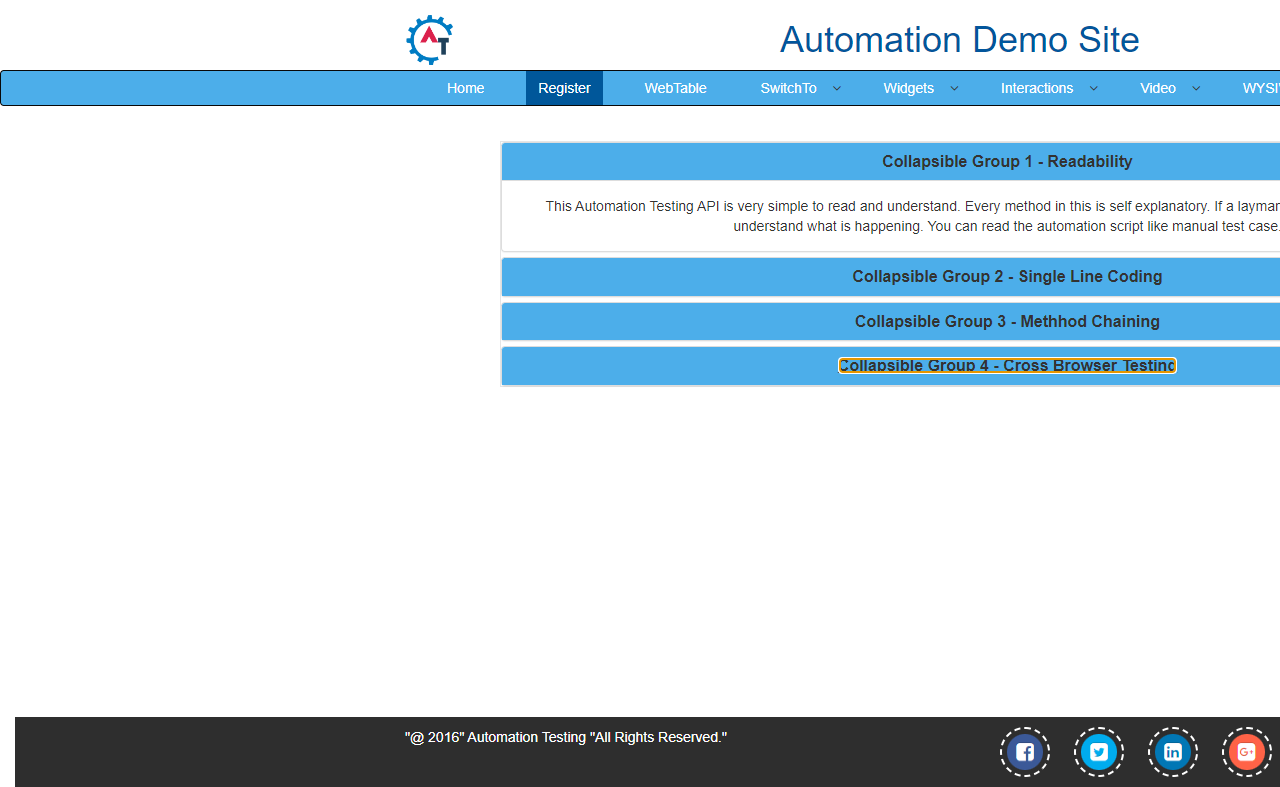 AT
Automation Demo Site
Home Register WebTable SwitchTo Widgets Interactions Video
Collapsible Group 1 - Readability
This Automation Testing API is very simple to read and understand. Every method in this is self explanatory. If a layman
understand what is happening. You can read the automation script like manual test case.
Collapsible Group 2 - Single Line Coding
Collapsible Group 3 - Methhod Chaining
Collapsible Group 4 - Cross Browser Testing
"@ 2016" Automation Testing "All Rights Reserved."
in
G+